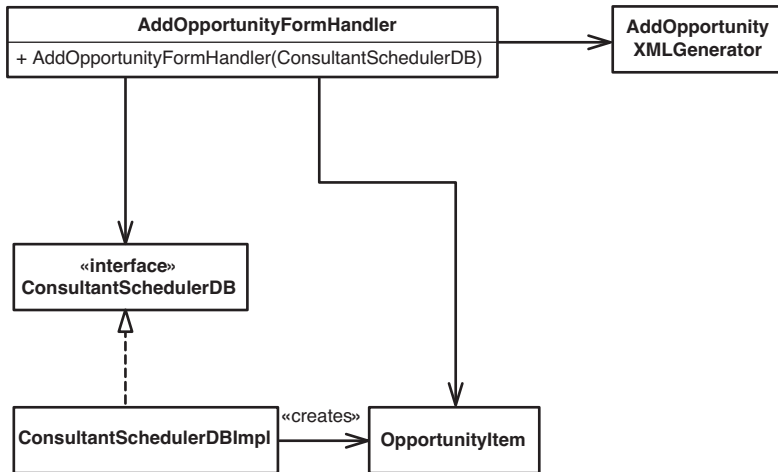 AddOpportunityFormHandler
+ AddOpportunityFormHandler(ConsultantSchedulerDB)
AddOpportunity
XMLGenerator
«interface»
ConsultantSchedulerDB
ConsultantSchedulerDBImpl
«creates»
OpportunityItem